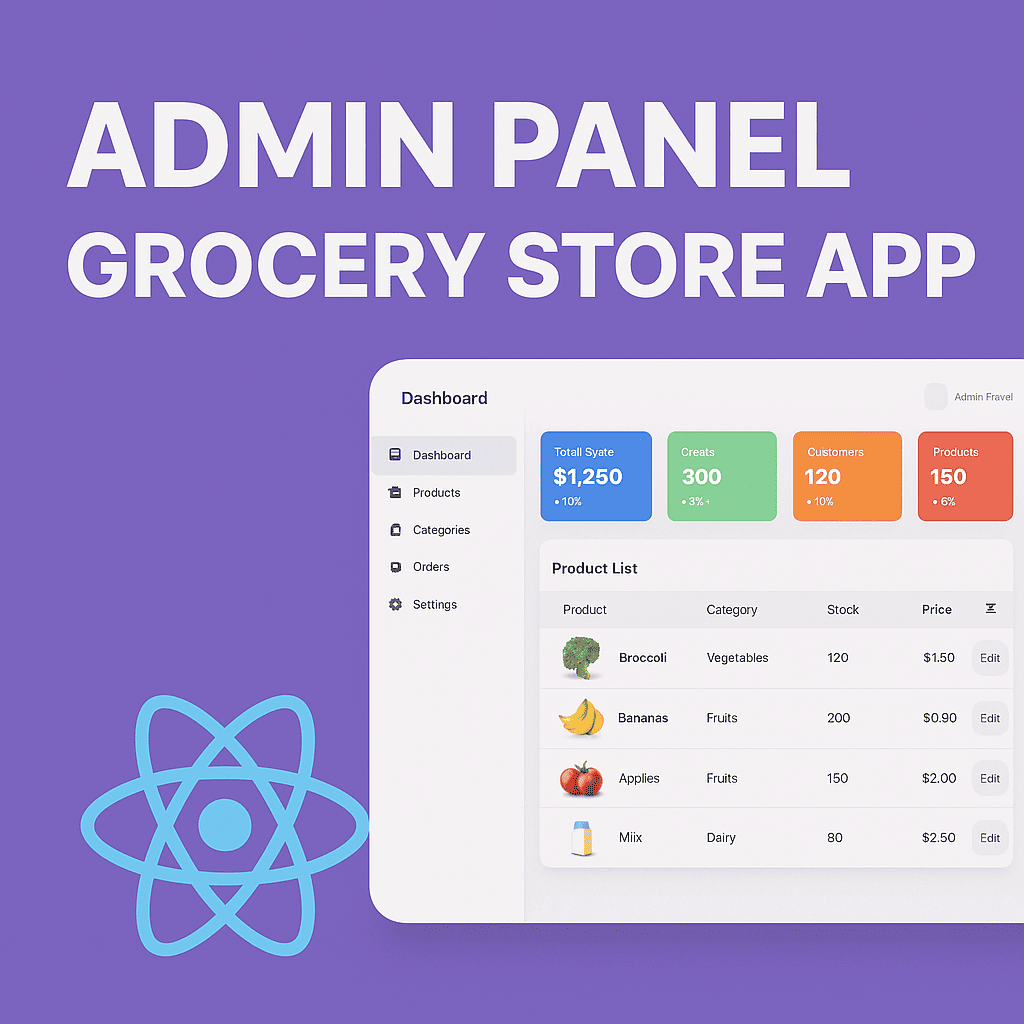 ADMIN PANEL
GROCERY STORE APP
Dashboard
Admin Fravel
Dashboard
Products
Categories
Orders
Settings
Totall Syate
$1,250
• 10%
Creats
300
• 3% +
Customers
120
• 10%
Products
150
• 6%
Product List
Product Category Stock Price
Broccoli Vegetables 120 $1.50 Edit
Bananas Fruits 200 $0.90 Edit
Applies Fruits 150 $2.00 Edit
Miix Dairy 80 $2.50 Edit